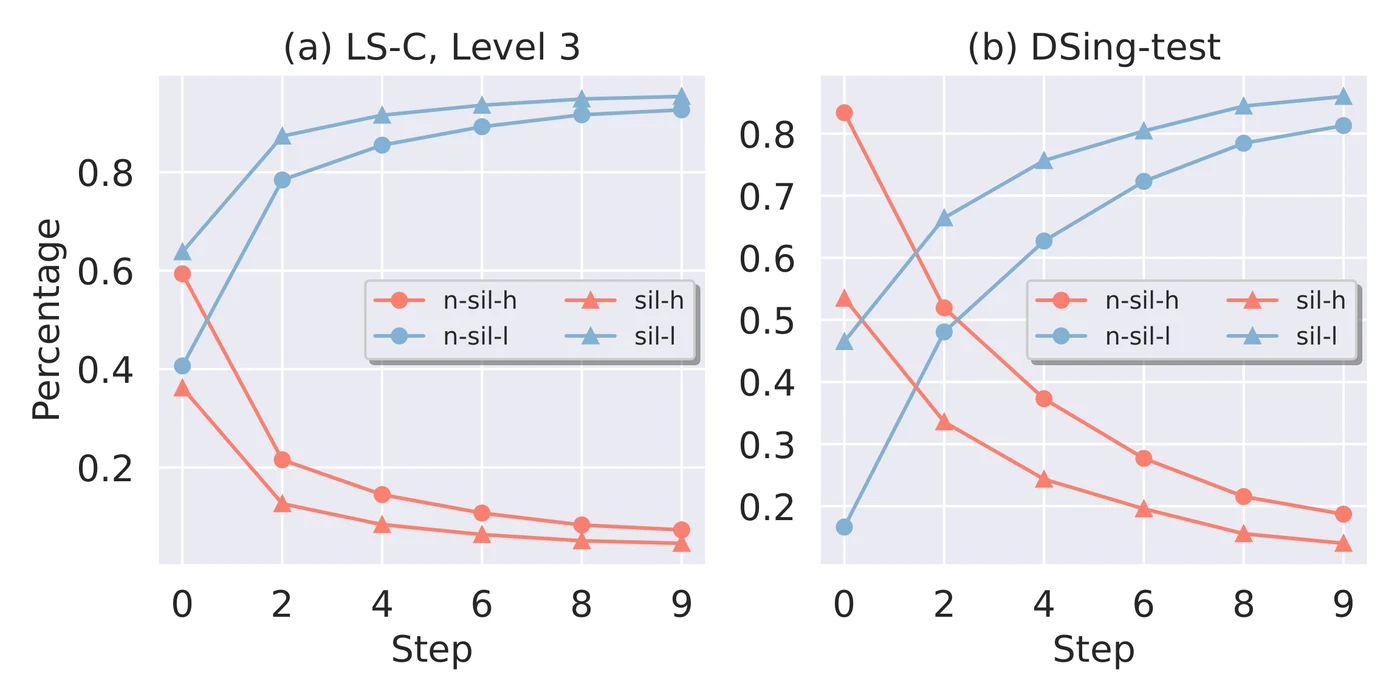 (a) LS-C, Level 3
Percentage
0.8
0.6
0.4
0.2
n-sil-h sil-h
n-sil-l sil-l
0 2 4 6 8 9
Step
(b) DSing-test
0.8
0.7
0.6
0.5
0.4
0.3
0.2
n-sil-h sil-h
n-sil-l sil-l
0 2 4 6 8 9
Step